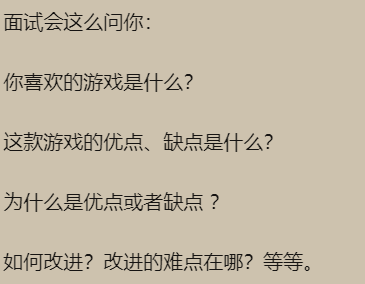 面试会这么问你：
你喜欢的游戏是什么？
这款游戏的优点、缺点是什么？
为什么是优点或者缺点 ？
如何改进？改进的难点在哪？等等。